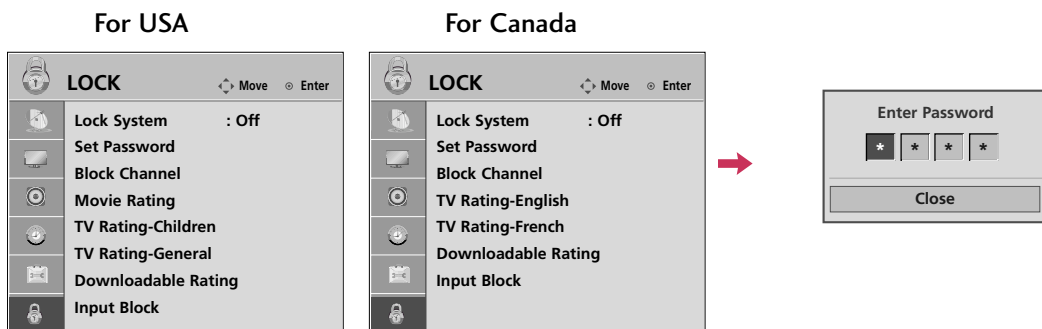 For USA
LOCK Move Enter
Lock System : Off
Set Password
Block Channel
Movie Rating
TV Rating-Children
TV Rating-General
Downloadable Rating
Input Block
For Canada
LOCK Move Enter
Lock System : Off
Set Password
Block Channel
TV Rating-English
TV Rating-French
Downloadable Rating
Input Block
Enter Password
* * * *
Close